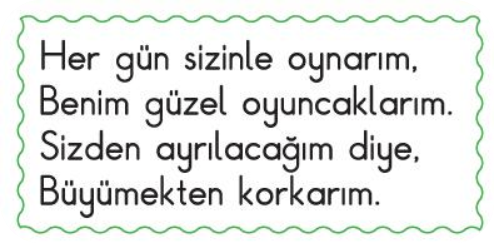 Her gün sizinle oynarım,
Benim güzel oyuncaklarım.
Sizden ayrılacağım diye,
Büyümekten korkarım.